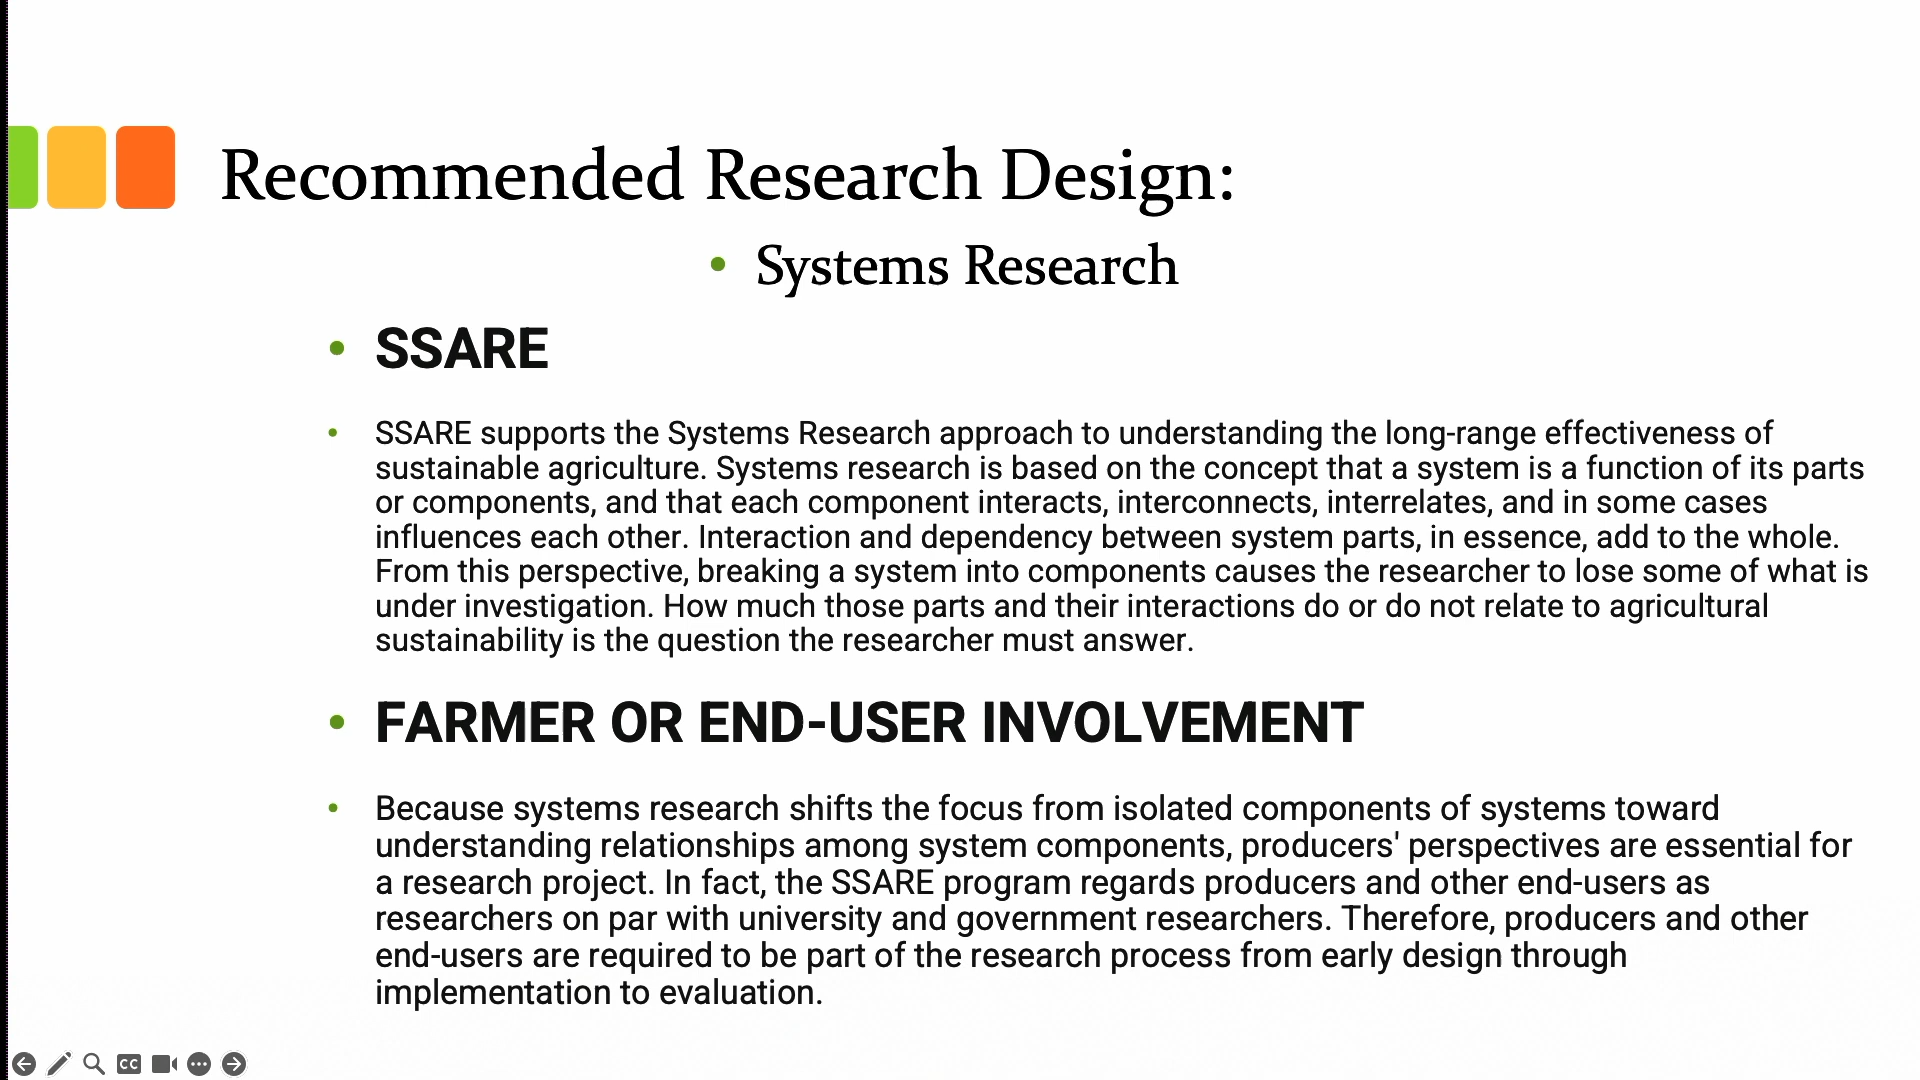 Recommended Research Design:
• Systems Research
• SSARE
• SSARE supports the Systems Research approach to understanding the long-range effectiveness of
sustainable agriculture. Systems research is based on the concept that a system is a function of its parts
or components, and that each component interacts, interconnects, interrelates, and in some cases
influences each other. Interaction and dependency between system parts, in essence, add to the whole.
From this perspective, breaking a system into components causes the researcher to lose some of what is
under investigation. How much those parts and their interactions do or do not relate to agricultural
sustainability is the question the researcher must answer.
• FARMER OR END-USER INVOLVEMENT
• Because systems research shifts the focus from isolated components of systems toward
understanding relationships among system components, producers' perspectives are essential for
a research project. In fact, the SSARE program regards producers and other end-users as
researchers on par with university and government researchers. Therefore, producers and other
end-users are required to be part of the research process from early design through
implementation to evaluation.
CC